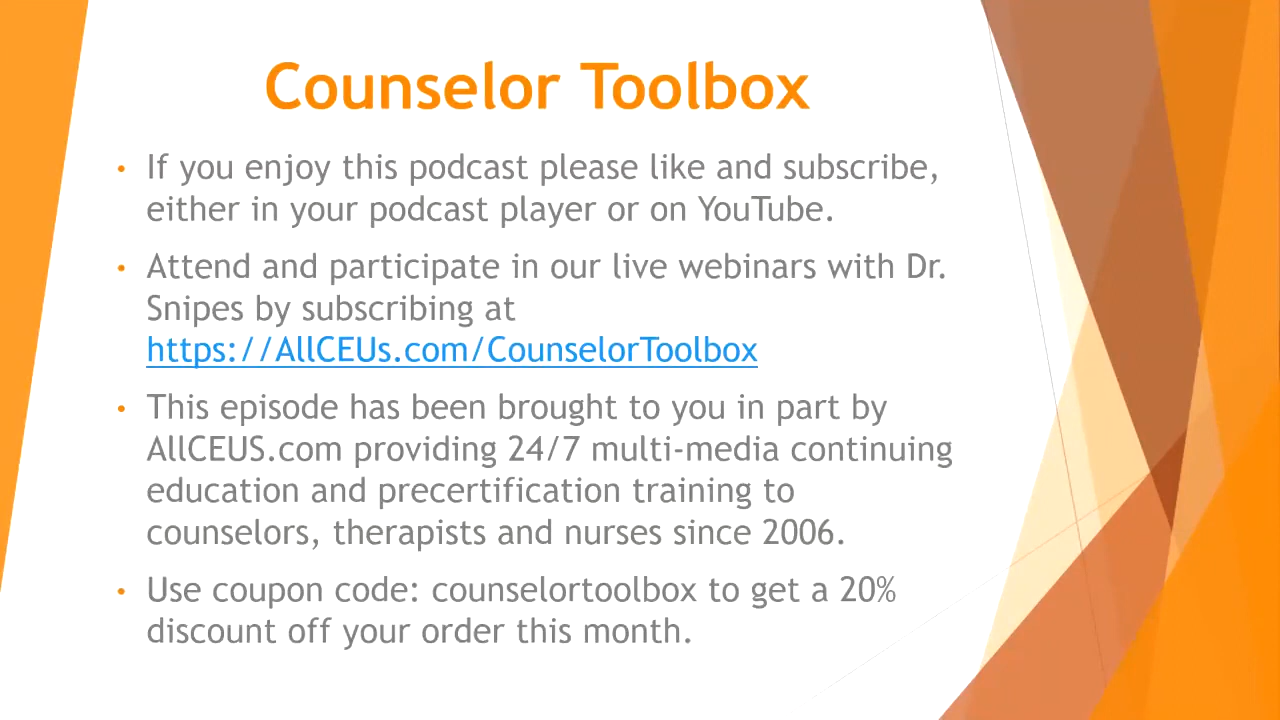 Counselor Toolbox
• If you enjoy this podcast please like and subscribe,
either in your podcast player or on YouTube.
• Attend and participate in our live webinars with Dr.
Snipes by subscribing at
https://AllCEUs.com/CounselorToolbox
• This episode has been brought to you in part by
AllCEUS.com providing 24/7 multi-media continuing
education and precertification training to
counselors, therapists and nurses since 2006.
• Use coupon code: counselortoolbox to get a 20%
discount off your order this month.